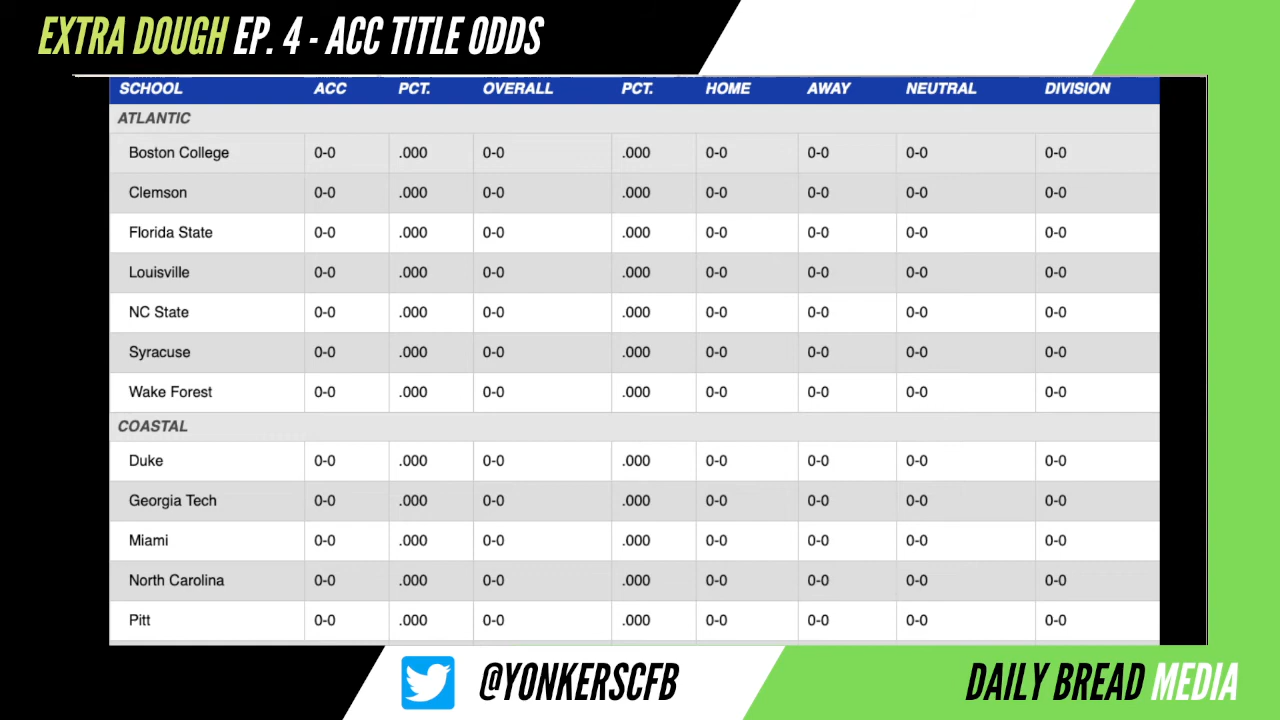 EXTRA DOUGH EP. 4 - ACC TITLE ODDS
SCHOOL ACC PCT. OVERALL PCT. HOME AWAY NEUTRAL DIVISION
ATLANTIC
Boston College 0-0 .000 0-0 .000 0-0 0-0 0-0 0-0
Clemson 0-0 .000 0-0 .000 0-0 0-0 0-0 0-0
Florida State 0-0 .000 0-0 .000 0-0 0-0 0-0 0-0
Louisville 0-0 .000 0-0 .000 0-0 0-0 0-0 0-0
NC State 0-0 .000 0-0 .000 0-0 0-0 0-0 0-0
Syracuse 0-0 .000 0-0 .000 0-0 0-0 0-0 0-0
Wake Forest 0-0 .000 0-0 .000 0-0 0-0 0-0 0-0
COASTAL
Duke 0-0 .000 0-0 .000 0-0 0-0 0-0 0-0
Georgia Tech 0-0 .000 0-0 .000 0-0 0-0 0-0 0-0
Miami 0-0 .000 0-0 .000 0-0 0-0 0-0 0-0
North Carolina 0-0 .000 0-0 .000 0-0 0-0 0-0 0-0
Pitt 0-0 .000 0-0 .000 0-0 0-0 0-0 0-0
@YONKERSCFB
DAILY BREAD MEDIA